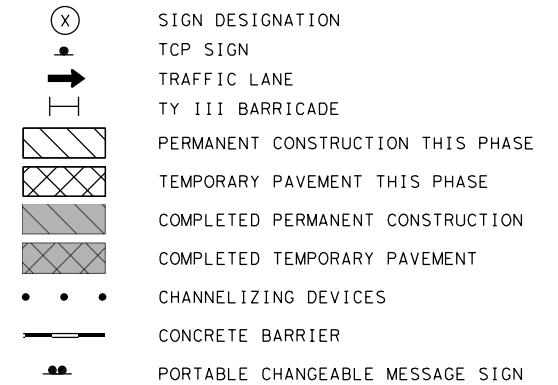 X SIGN DESIGNATION
TCP SIGN
TRAFFIC LANE
TY III BARRICADE
PERMANENT CONSTRUCTION THIS PHASE
TEMPORARY PAVEMENT THIS PHASE
COMPLETED PERMANENT CONSTRUCTION
COMPLETED TEMPORARY PAVEMENT
CHANNELIZING DEVICES
CONCRETE BARRIER
PORTABLE CHANGEABLE MESSAGE SIGN